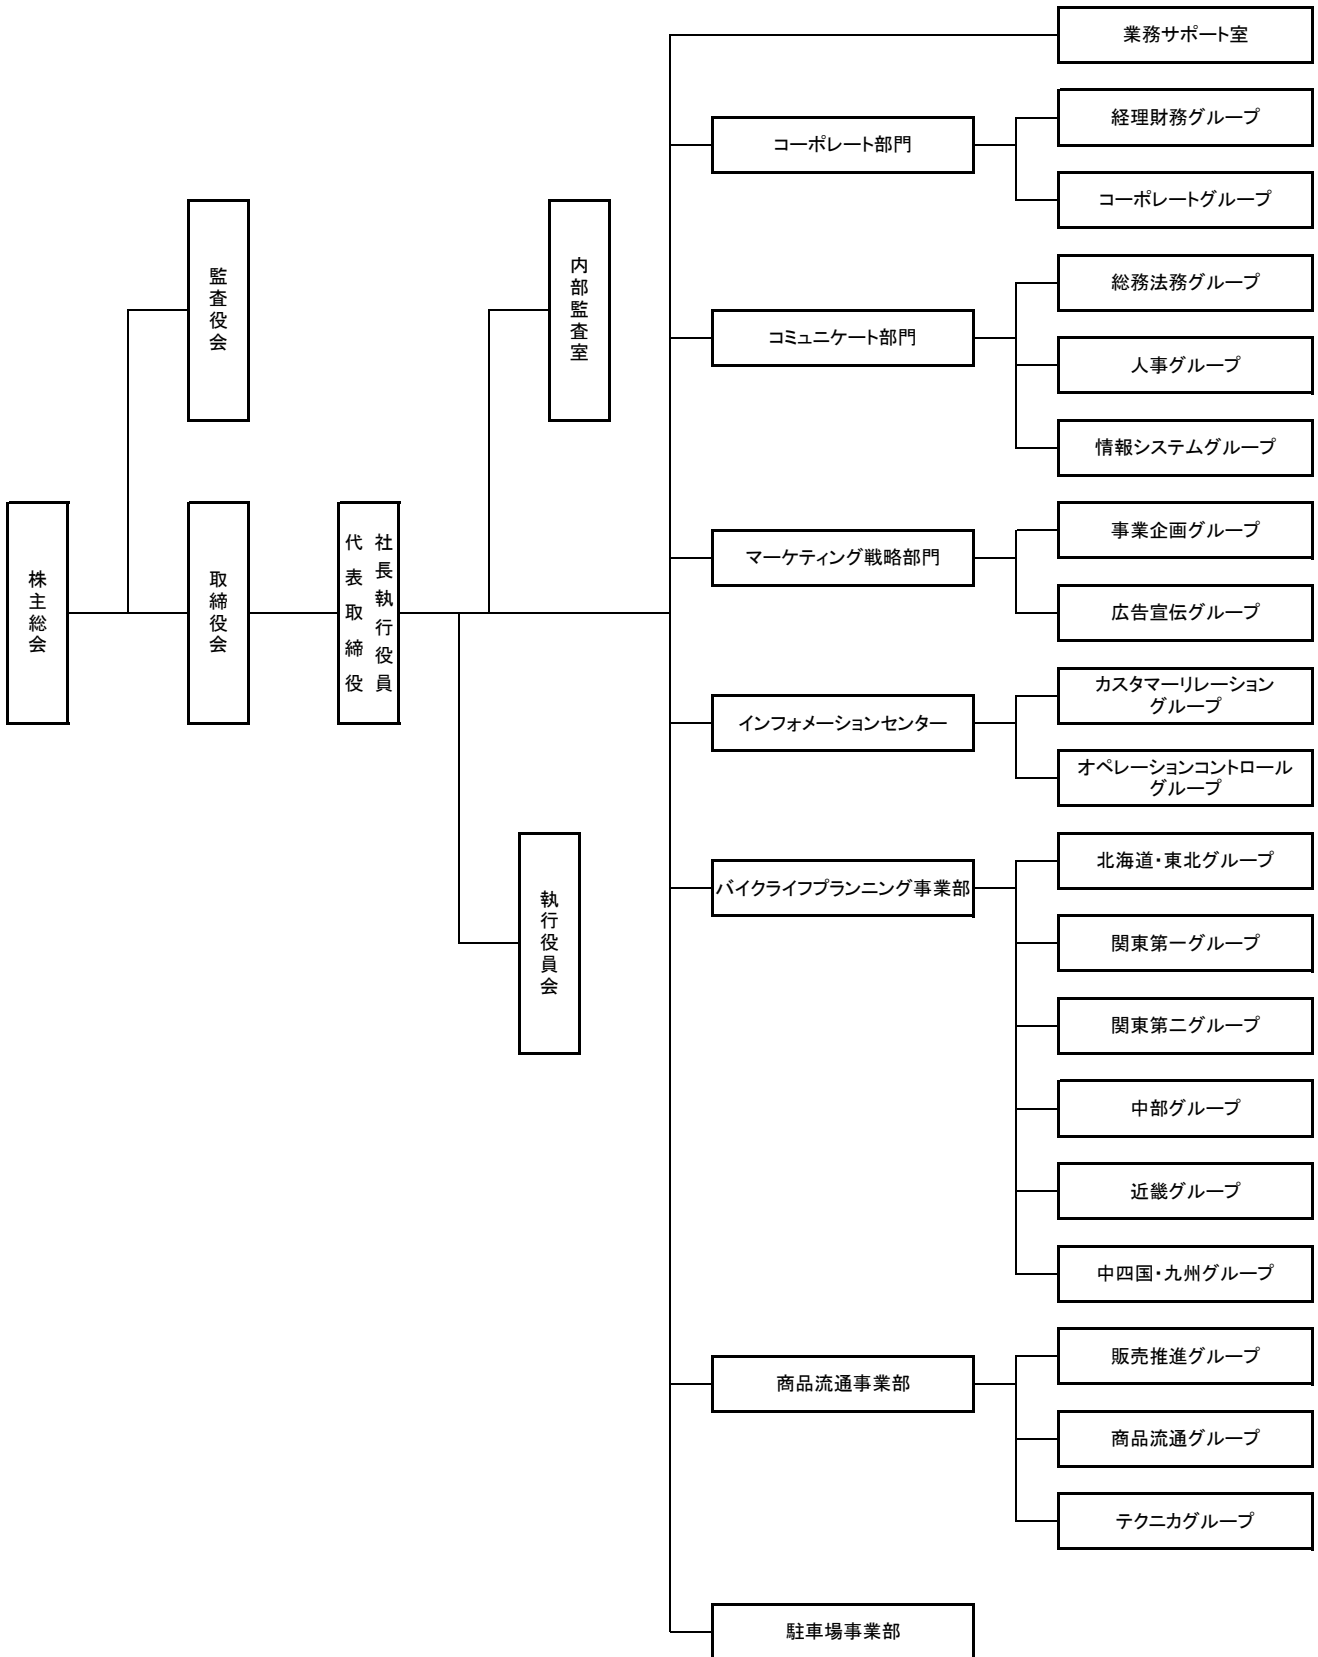 株主総会
監査役会
取締役会
代表取締役
社長執行役員
内部監査室
執行役員会
業務サポート室
コーポレート部門
経理財務グループ
コーポレートグループ
コミュニケート部門
総務法務グループ
人事グループ
情報システムグループ
マーケティング戦略部門
事業企画グループ
広告宣伝グループ
インフォメーションセンター
カスタマーリレーション
グループ
オペレーションコントロール
グループ
バイクライフプランニング事業部
北海道・東北グループ
関東第一グループ
関東第二グループ
中部グループ
近畿グループ
中四国・九州グループ
商品流通事業部
販売推進グループ
商品流通グループ
テクニカグループ
駐車場事業部